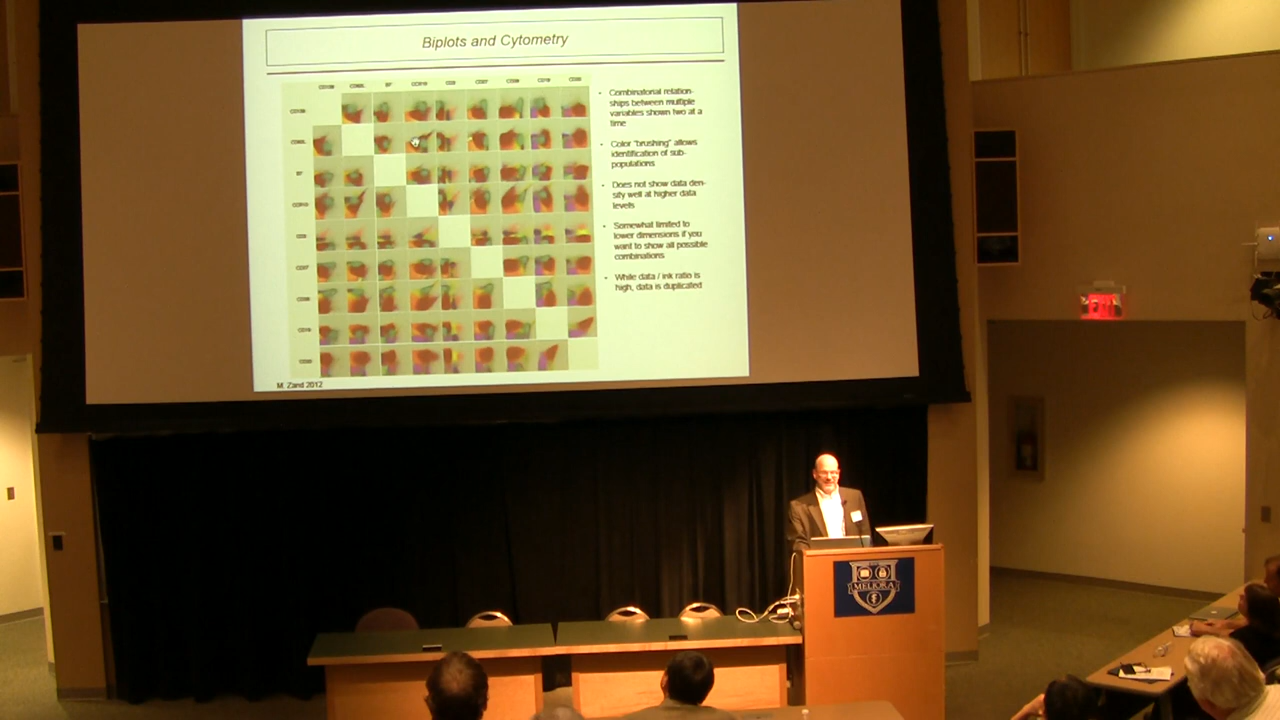 Biplots and Cytometry
• Combinatorial relation-
ships between multiple
variables shown two at a
time
• Color "brushing" allows
identification of sub-
populations
• Does not show data den-
sity well at higher data
levels
• Somewhat limited to
lower dimensions if you
want to show all possible
combinations
• While data / ink ratio is
high, data is duplicated
M. Zand 2012
MELIORA